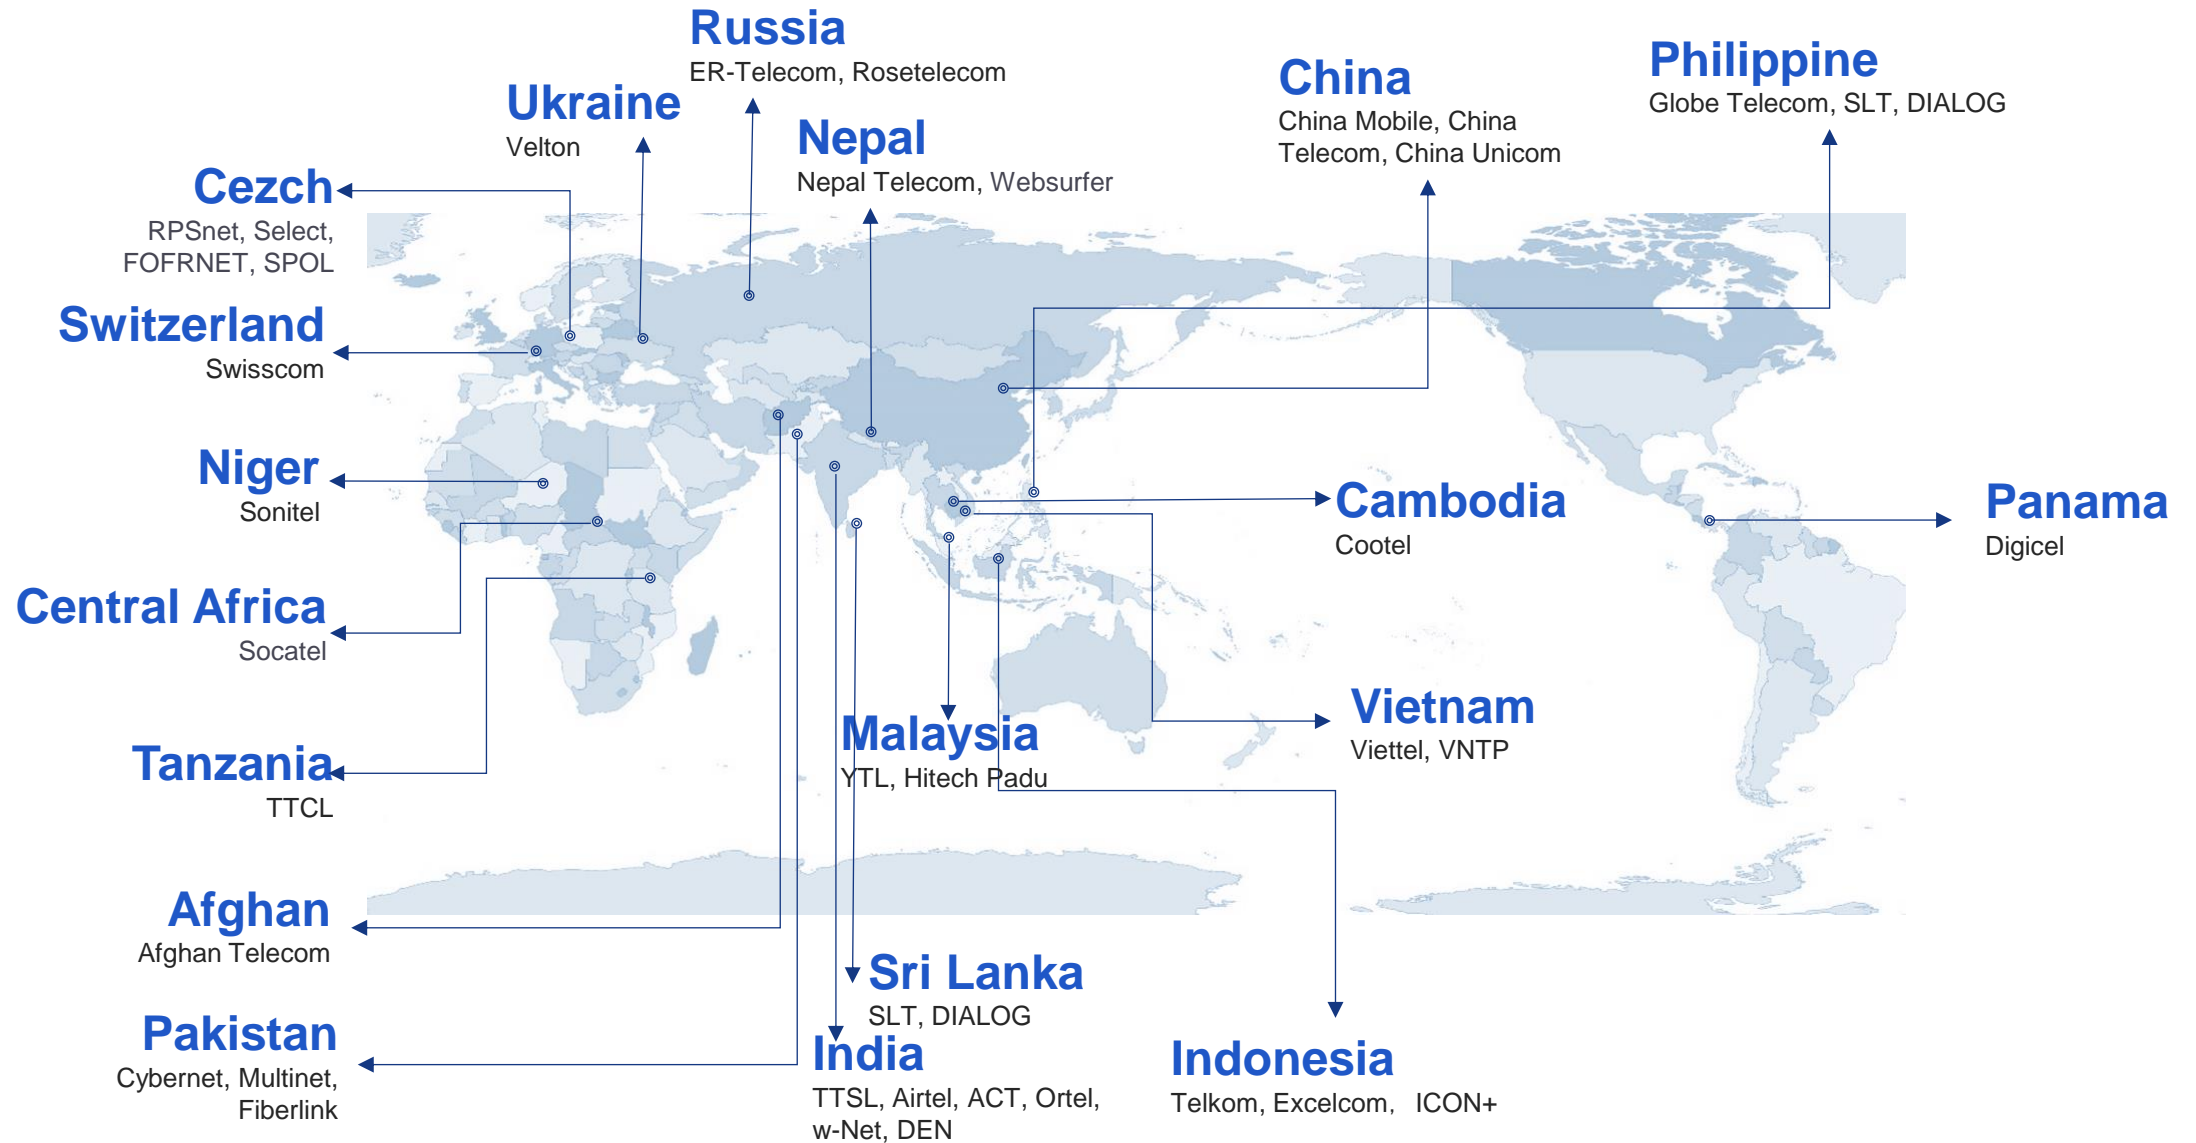 Russia
ER-Telecom, Rosetelecom
Ukraine
Velton
Nepal
Nepal Telecom, Websurfer
China
China Mobile, China
Telecom, China Unicom
Philippine
Globe Telecom, SLT, DIALOG
Cezch
RPSnet, Select,
FOFRNET, SPOL
Switzerland
Swisscom
Niger
Sonitel
Central Africa
Socatel
Tanzania
TTCL
Afghan
Afghan Telecom
Pakistan
Cybernet, Multinet,
Fiberlink
Malaysia
YTL, Hitech Padu
Sri Lanka
SLT, DIALOG
India
TTSL, Airtel, ACT, Ortel,
w-Net, DEN
Indonesia
Telkom, Excelcom,  ICON+
Cambodia
Cootel
Vietnam
Viettel, VNTP
Panama
Digicel